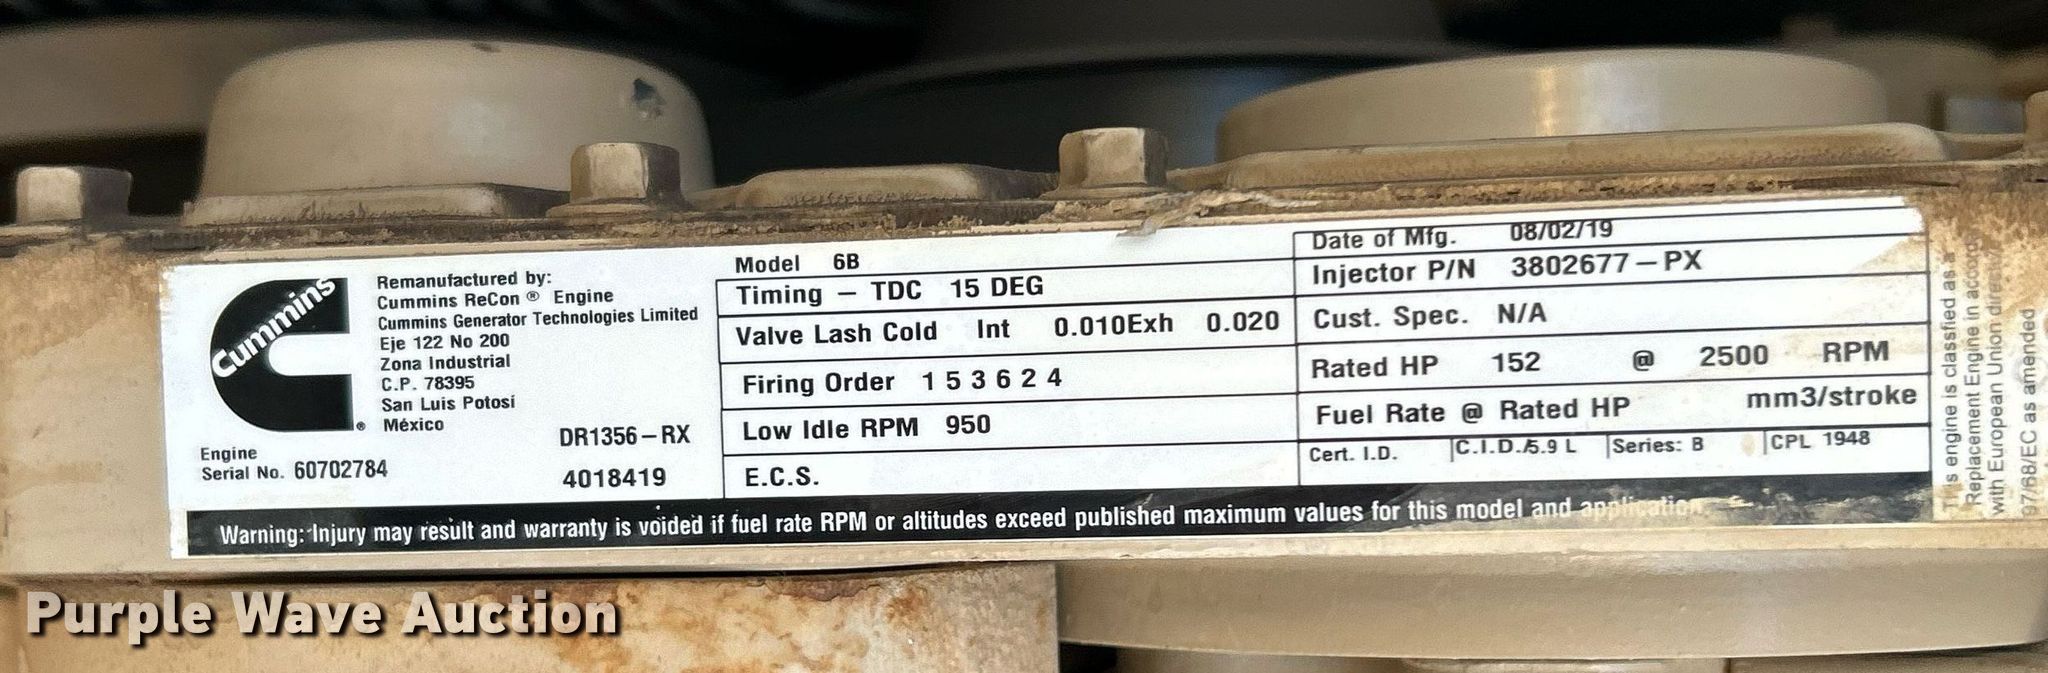 Cummins
Remanufactured by:
Cummins ReCon ® Engine
Cummins Generator Technologies Limited
Eje 122 No 200
Zona Industrial
C.P. 78395
San Luis Potosí
México
DR1356-RX
Engine
Serial No. 60702784
4018419
Model 6B
Timing - TDC 15 DEG
Valve Lash Cold Int 0.010Exh 0.020
Firing Order 1 5 3 6 2 4
Low Idle RPM 950
E.C.S.
Date of Mfg. 08/02/19
Injector P/N 3802677-PX
Cust. Spec. N/A
Rated HP 152 @ 2500 RPM
Fuel Rate @ Rated HP mm3/stroke
Cert. I.D. C.I.D./5.9 L Series: B CPL 1948
Warning: Injury may result and warranty is voided if fuel rate RPM or altitudes exceed published maximum values for this model and application.
engine is classfied as a
Replacement Engine in
with European Union
97/68/EC as amended
Purple Wave Auction